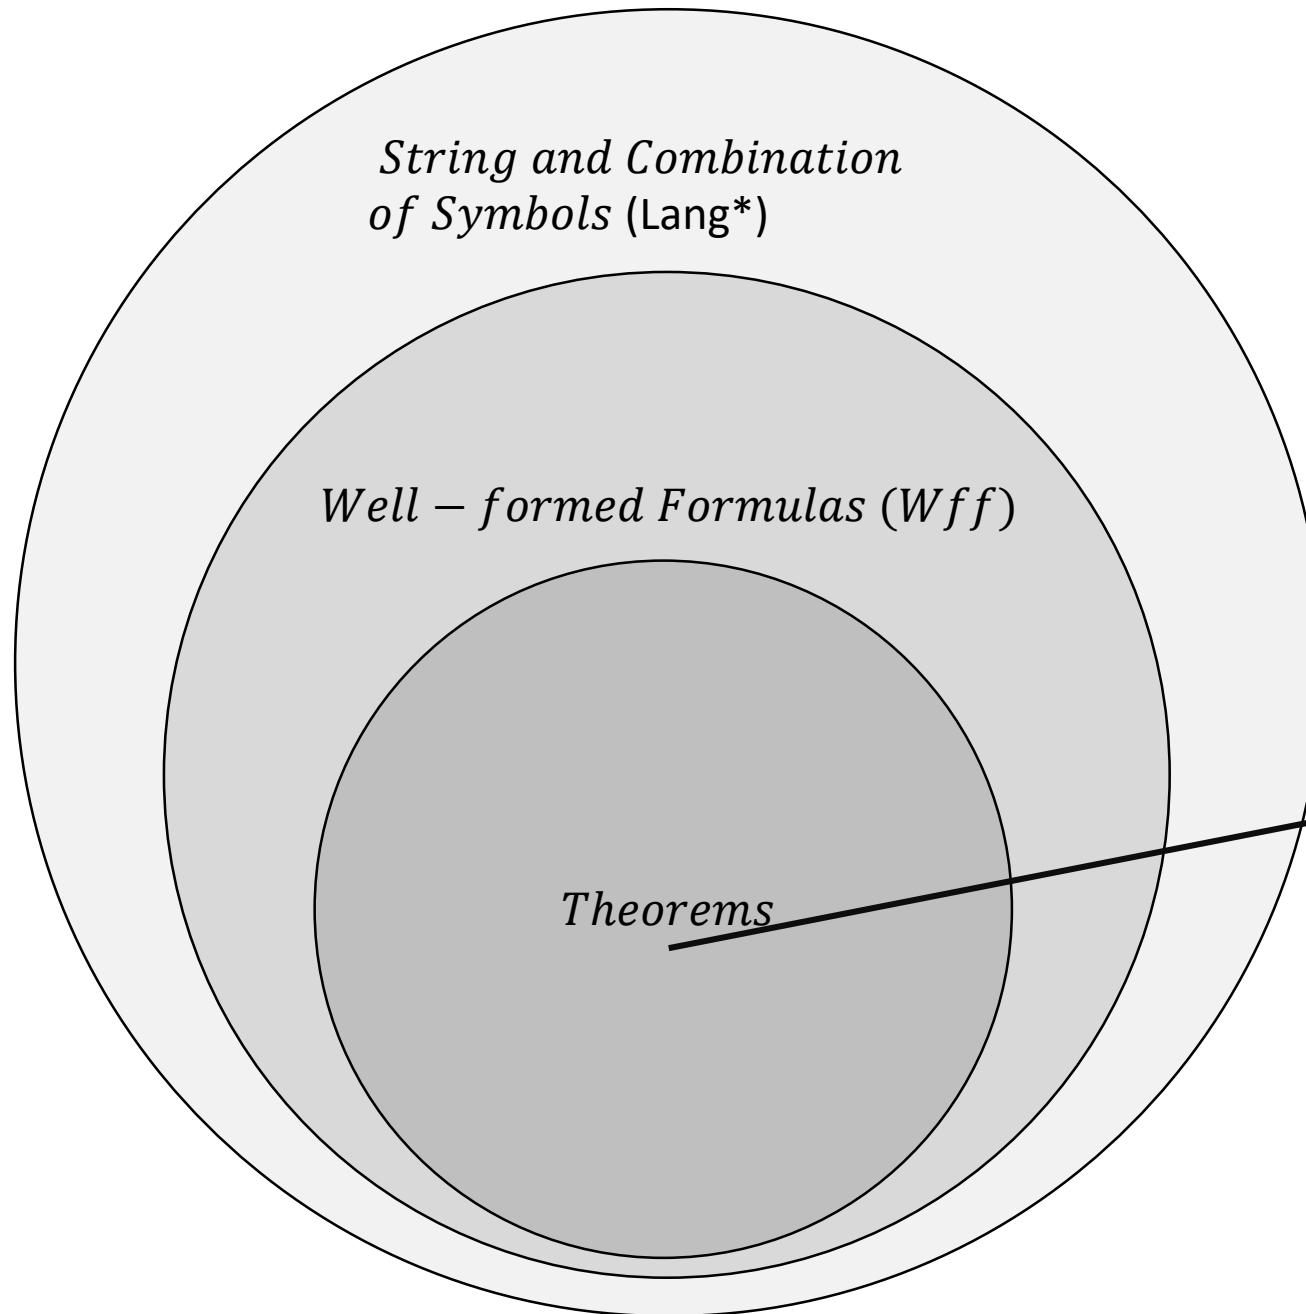 String and Combination
of Symbols (Lang*)
Well − formed Formulas (Wff)
Theorems